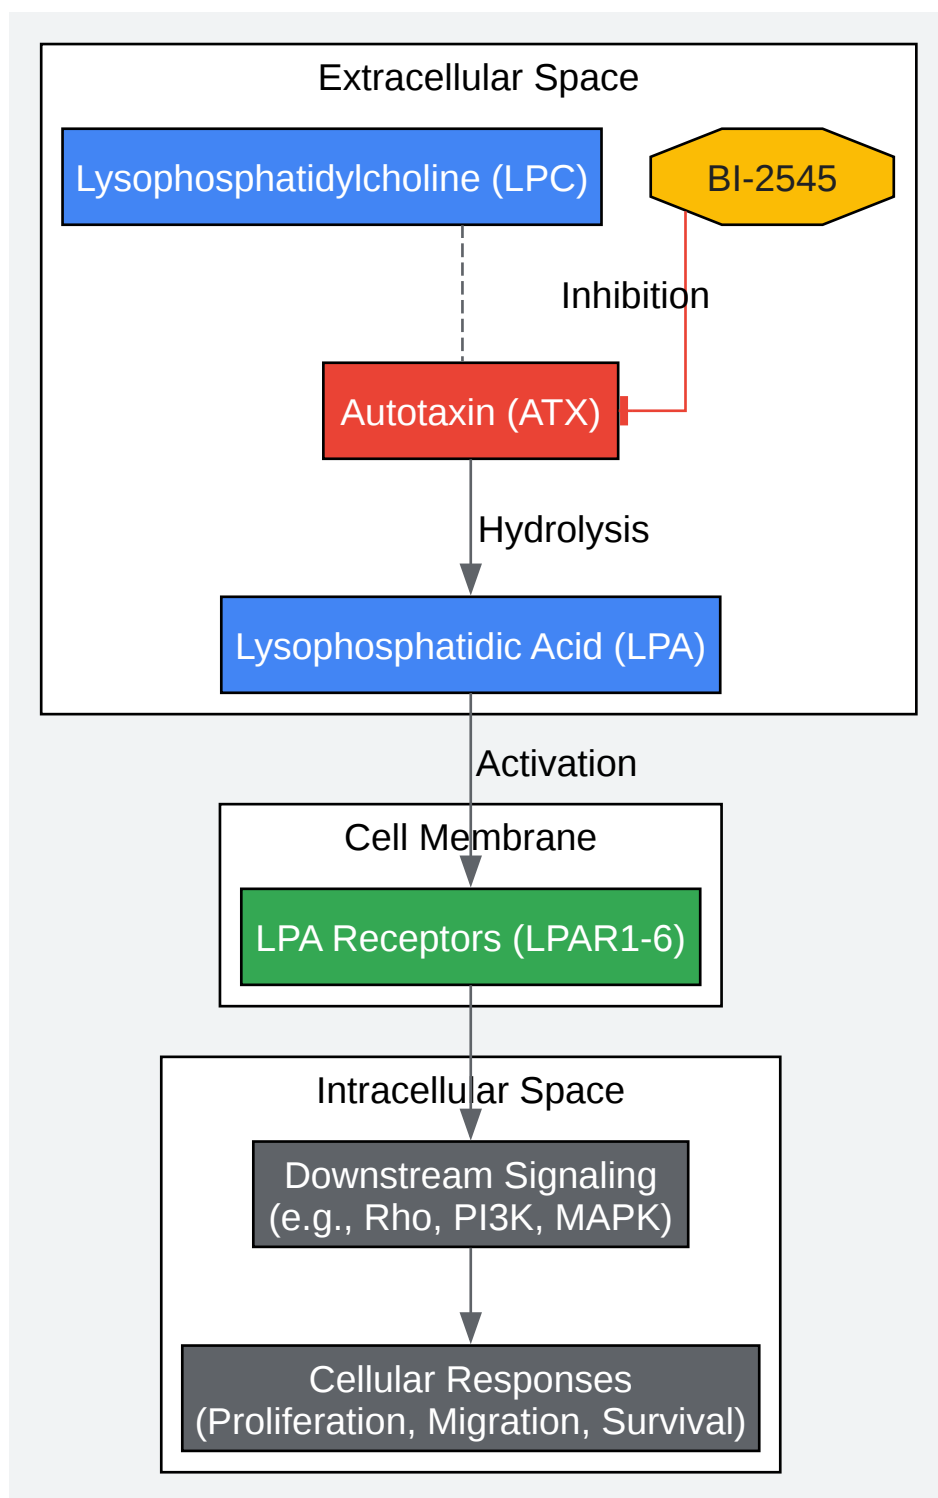 Extracellular Space
Lysophosphatidylcholine (LPC)
BI-2545
Inhibition
Autotaxin (ATX)
Hydrolysis
Lysophosphatidic Acid (LPA)
Activation
Cell Membrane
LPA Receptors (LPAR1-6)
Intracellular Space
Downstream Signaling
(e.g., Rho, PI3K, MAPK)
Cellular Responses
(Proliferation, Migration, Survival)